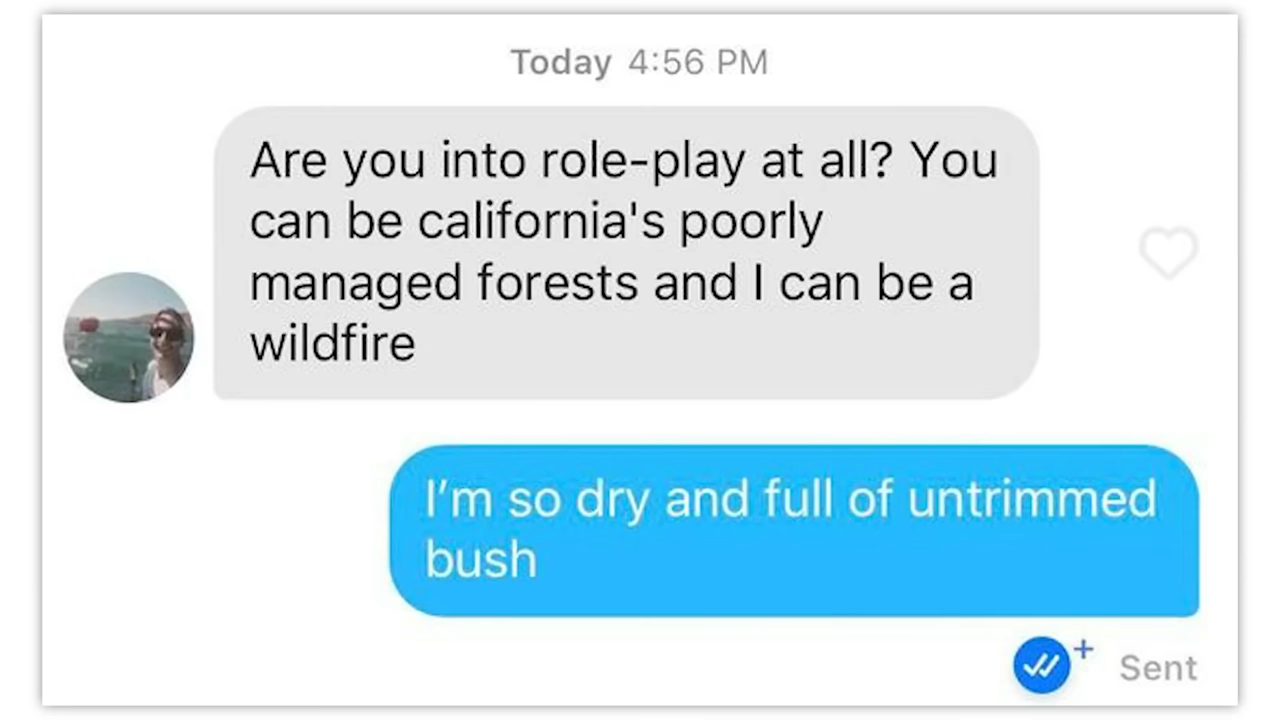 Today 4:56 PM
Are you into role-play at all? You
can be california's poorly
managed forests and I can be a
wildfire
I’m so dry and full of untrimmed
bush
Sent